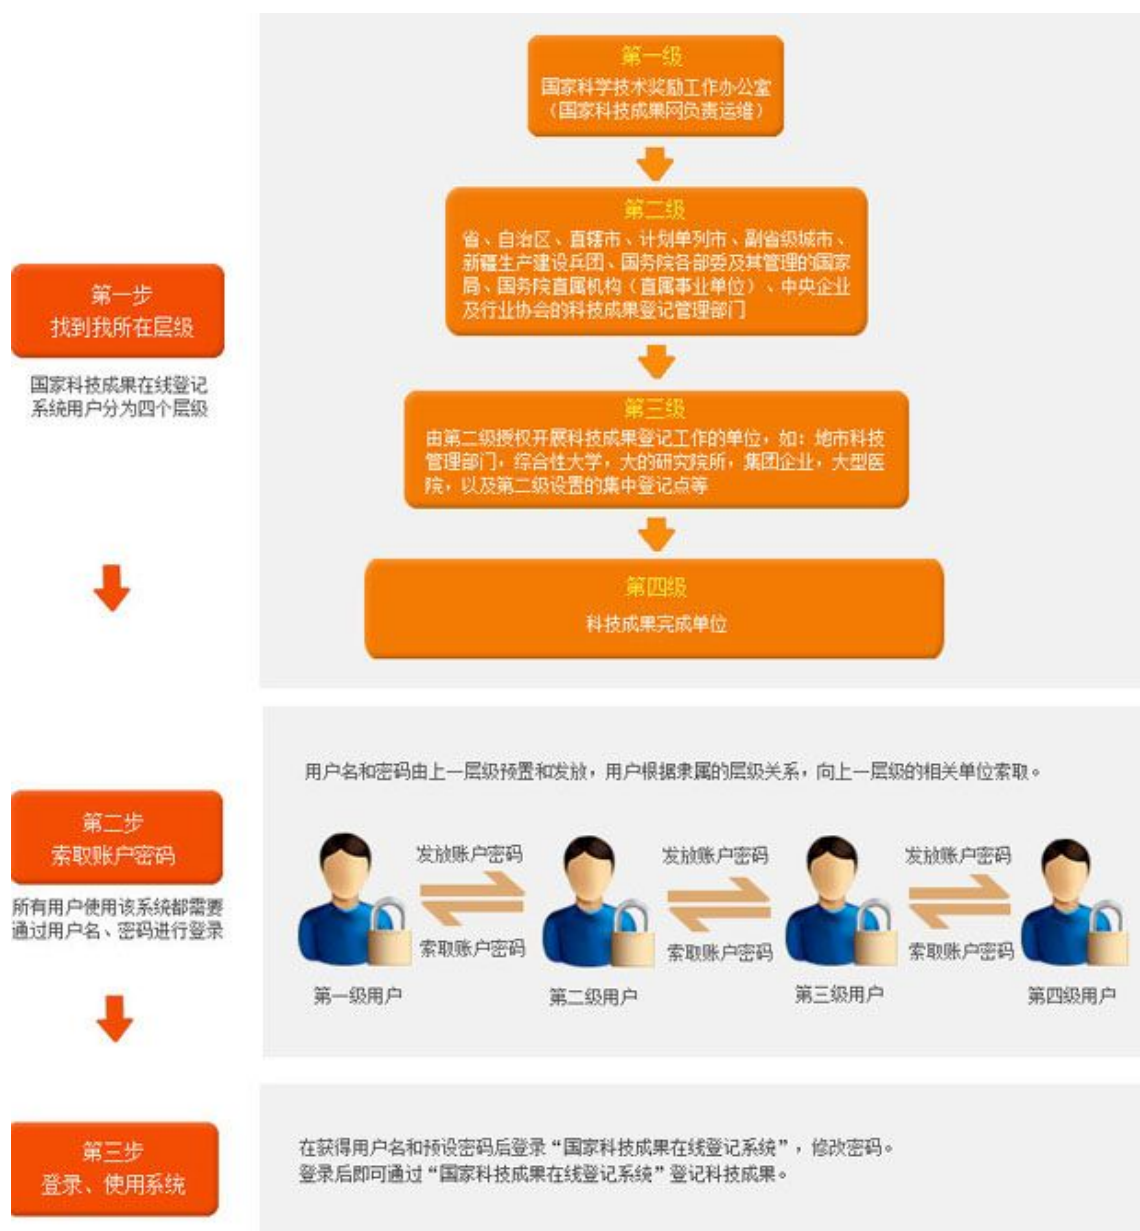 第一级
国家科学技术奖励工作办公室
（国家科技成果网负责运维）
第二级
省、自治区、直辖市、计划单列市、副省级城市、
新疆生产建设兵团、国务院各部委及其管理的国家
局、国务院直属机构（直属事业单位）、中央企业
及行业协会的科技成果登记管理部门
第一步
找到我所在层级
国家科技成果在线登记
系统用户分为四个层级
第三级
由第二级授权开展科技成果登记工作的单位，如：地市科技
管理部门，综合性大学，大的研究院所，集团企业，大型医
院，以及第二级设置的集中登记点等
第四级
科技成果完成单位
用户名和密码由上一层级预置和发放，用户根据隶属的层级关系，向上一层级的相关单位索取。
第二步
索取账户密码
所有用户使用该系统都需要
通过用户名、密码进行登录
发放账户密码
发放账户密码
发放账户密码
索取账户密码
索取账户密码
索取账户密码
第一级用户
第二级用户
第三级用户
第四级用户
第三步
登录、使用系统
在获得用户名和预设密码后登录“国家科技成果在线登记系统”，修改密码。
登录后即可通过“国家科技成果在线登记系统”登记科技成果。